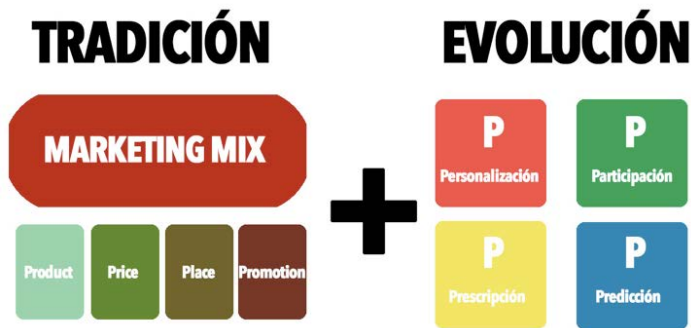 TRADICIÓN
MARKETING MIX
Product
Price
Place
Promotion
EVOLUCIÓN
P
Personalización
P
Participación
P
Prescripción
P
Predicción